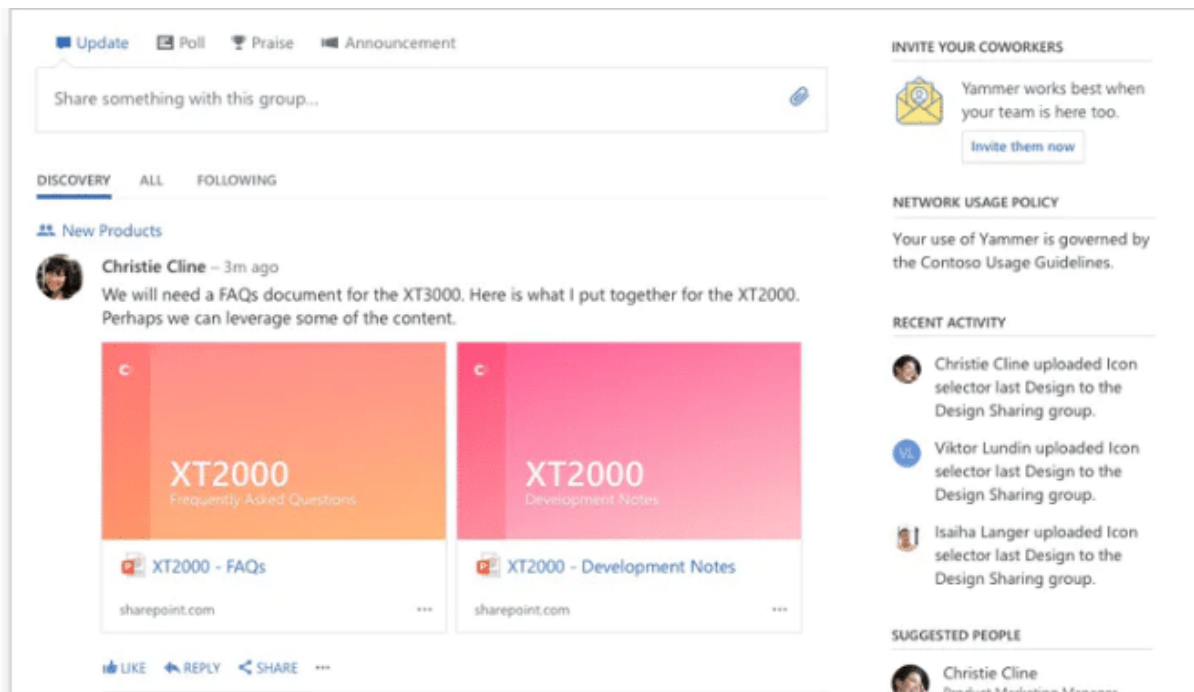 Update Poll Praise Announcement
Share something with this group...
DISCOVERY ALL FOLLOWING
New Products
Christie Cline – 3m ago
We will need a FAQs document for the XT3000. Here is what I put together for the XT2000.
Perhaps we can leverage some of the content.
XT2000
Frequently Asked Questions
XT2000 - FAQs
sharepoint.com ...
XT2000
Development Notes
XT2000 - Development Notes
sharepoint.com ...
LIKE REPLY SHARE ...
INVITE YOUR COWORKERS
Yammer works best when
your team is here too.
Invite them now
NETWORK USAGE POLICY
Your use of Yammer is governed by
the Contoso Usage Guidelines.
RECENT ACTIVITY
Christie Cline uploaded Icon
selector last Design to the
Design Sharing group.
VL
Viktor Lundin uploaded Icon
selector last Design to the
Design Sharing group.
Isaiha Langer uploaded Icon
selector last Design to the
Design Sharing group.
SUGGESTED PEOPLE
Christie Cline
Product Marketing Manager